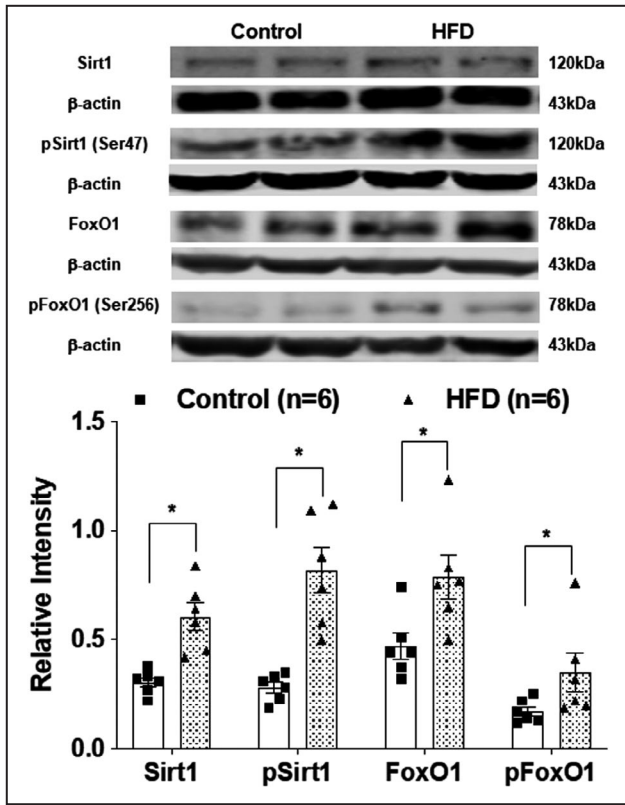 Control HFD
Sirt1 120kDa
β-actin 43kDa
pSirt1 (Ser47) 120kDa
β-actin 43kDa
FoxO1 78kDa
β-actin 43kDa
pFoxO1 (Ser256) 78kDa
β-actin 43kDa
■ Control (n=6) ▲ HFD (n=6)
Relative Intensity
1.5
1.0
0.5
0.0
* * * *
Sirt1 pSirt1 FoxO1 pFoxO1